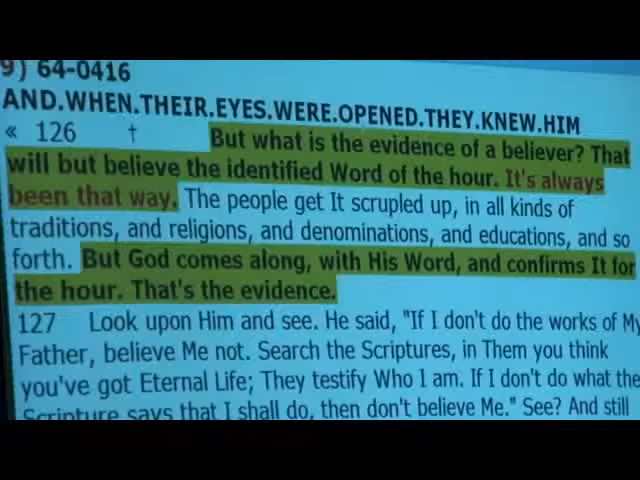 9) 64-0416
AND.WHEN.THEIR.EYES.WERE.OPENED.THEY.KNEW.HIM
« 126 † But what is the evidence of a believer? That
will but believe the identified Word of the hour. It's always
been that way. The people get It scrupled up, in all kinds of
traditions, and religions, and denominations, and educations, and so
forth. But God comes along, with His Word, and confirms It for
the hour. That's the evidence.
127 Look upon Him and see. He said, "If I don't do the works of My
Father, believe Me not. Search the Scriptures, in Them you think
you've got Eternal Life; They testify Who I am. If I don't do what the
Scripture says that I shall do, then don't believe Me." See? And still